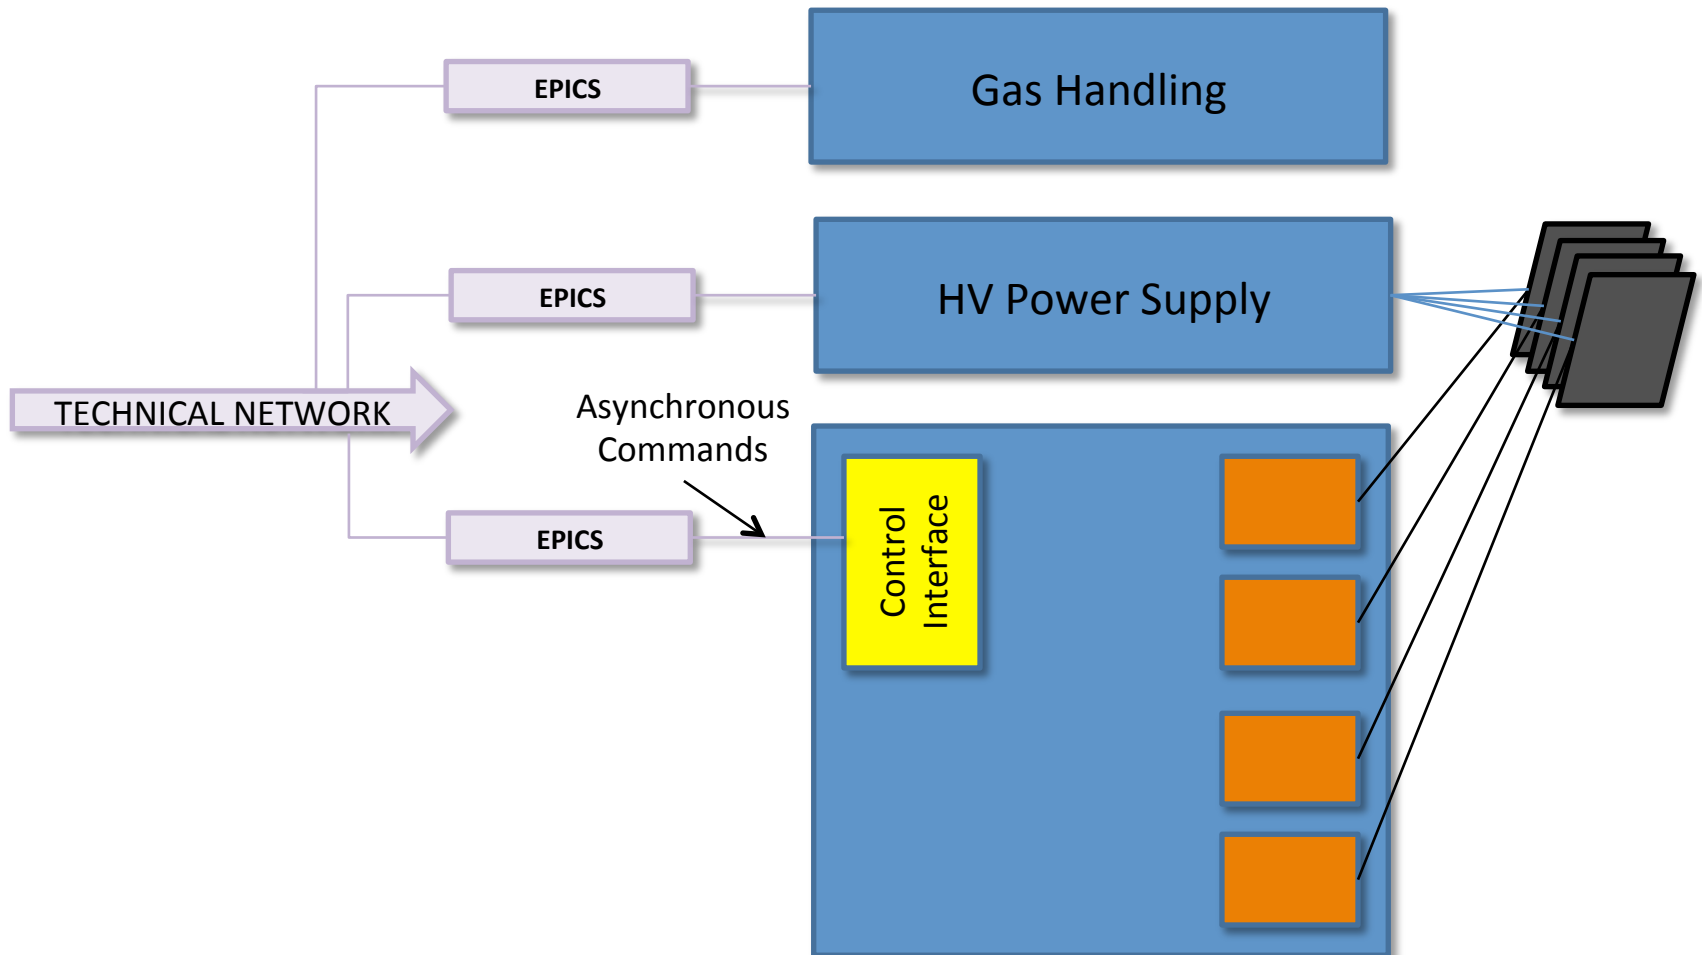 EPICS
Gas Handling
EPICS
HV Power Supply
TECHNICAL NETWORK
Asynchronous
Commands
EPICS
Control
Interface